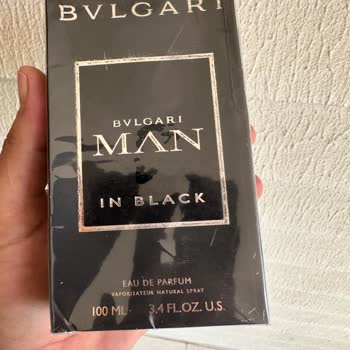 BVLGARI
BVLGARI
MAN
IN BLACK
EAU DE PARFUM
VAPORISATEUR NATURAL SPRAY
100 ML 3.4 FL.OZ. U.S.